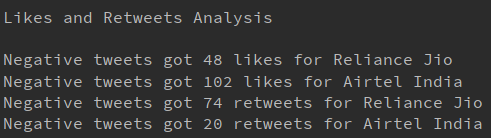 Likes and Retweets Analysis
Negative tweets got 48 likes for Reliance Jio
Negative tweets got 102 likes for Airtel India
Negative tweets got 74 retweets for Reliance Jio
Negative tweets got 20 retweets for Airtel India